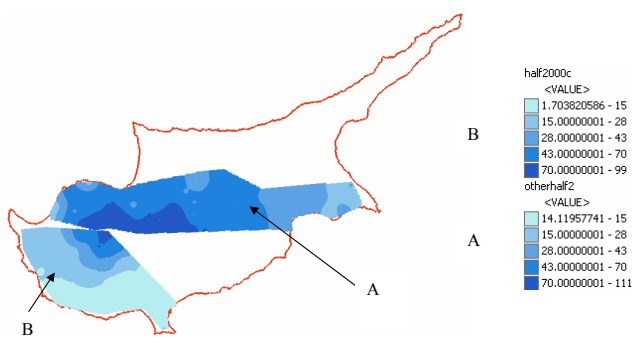 half2000c
<VALUE>
B
1.703820586 - 15
15.00000001 - 28
28.00000001 - 43
43.00000001 - 70
70.00000001 - 99
otherhalf2
<VALUE>
A
14.11957741 - 15
15.00000001 - 28
28.00000001 - 43
43.00000001 - 70
70.00000001 - 111
A
B